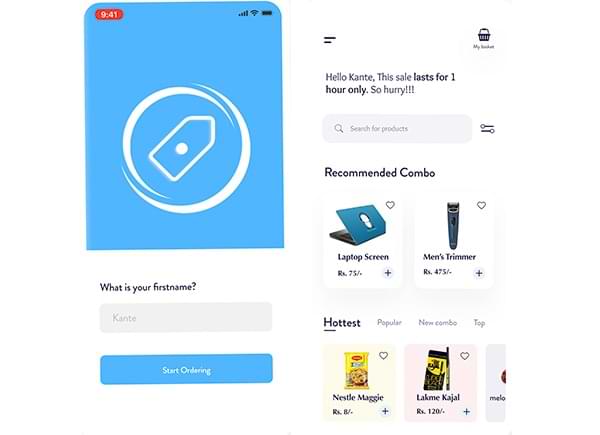 9:41
What is your firstname?
Kante
Start Ordering
My basket
Hello Kante, This sale lasts for 1
hour only. So hurry!!!
Search for products
Recommended Combo
Laptop Screen
Rs. 75/-
+
Men's Trimmer
Rs. 475/-
+
Hottest Popular New combo Top
MAGGI
Nestle Maggie
Rs. 8/-
+
Lakme Kajal
Rs. 120/-
+
melo